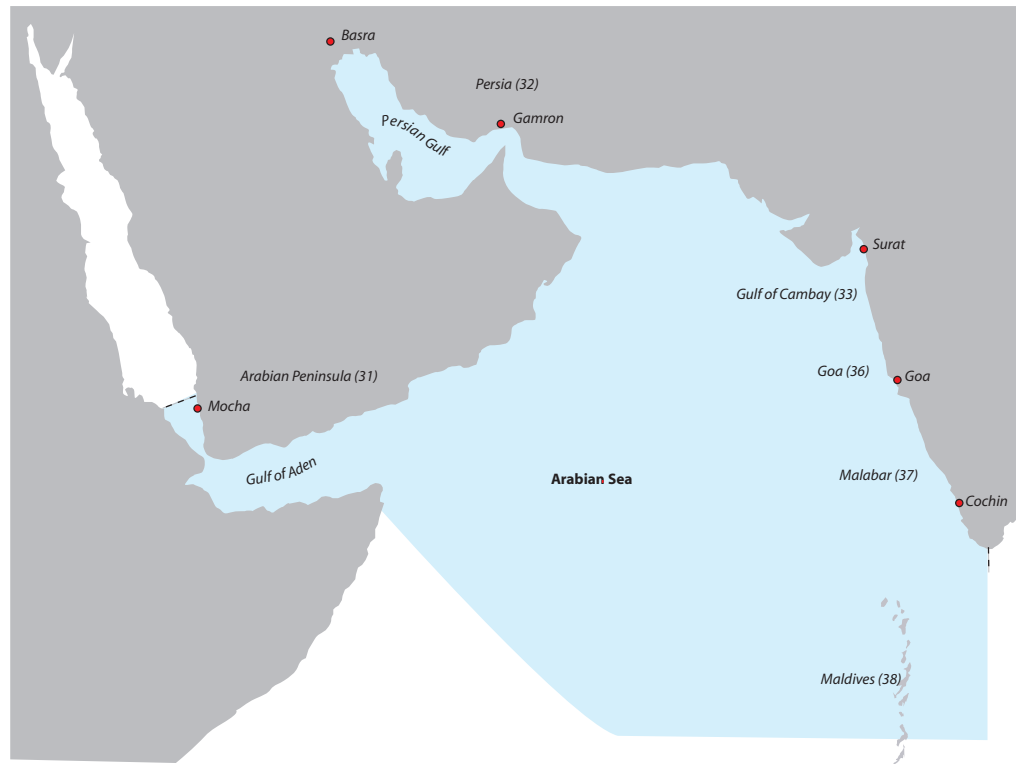 Basra
Persia (32)
Gamron
Persian Gulf
Surat
Gulf of Cambay (33)
Goa (36)
Goa
Arabian Peninsula (31)
Mocha
Gulf of Aden
Arabian Sea
Malabar (37)
Cochin
Maldives (38)